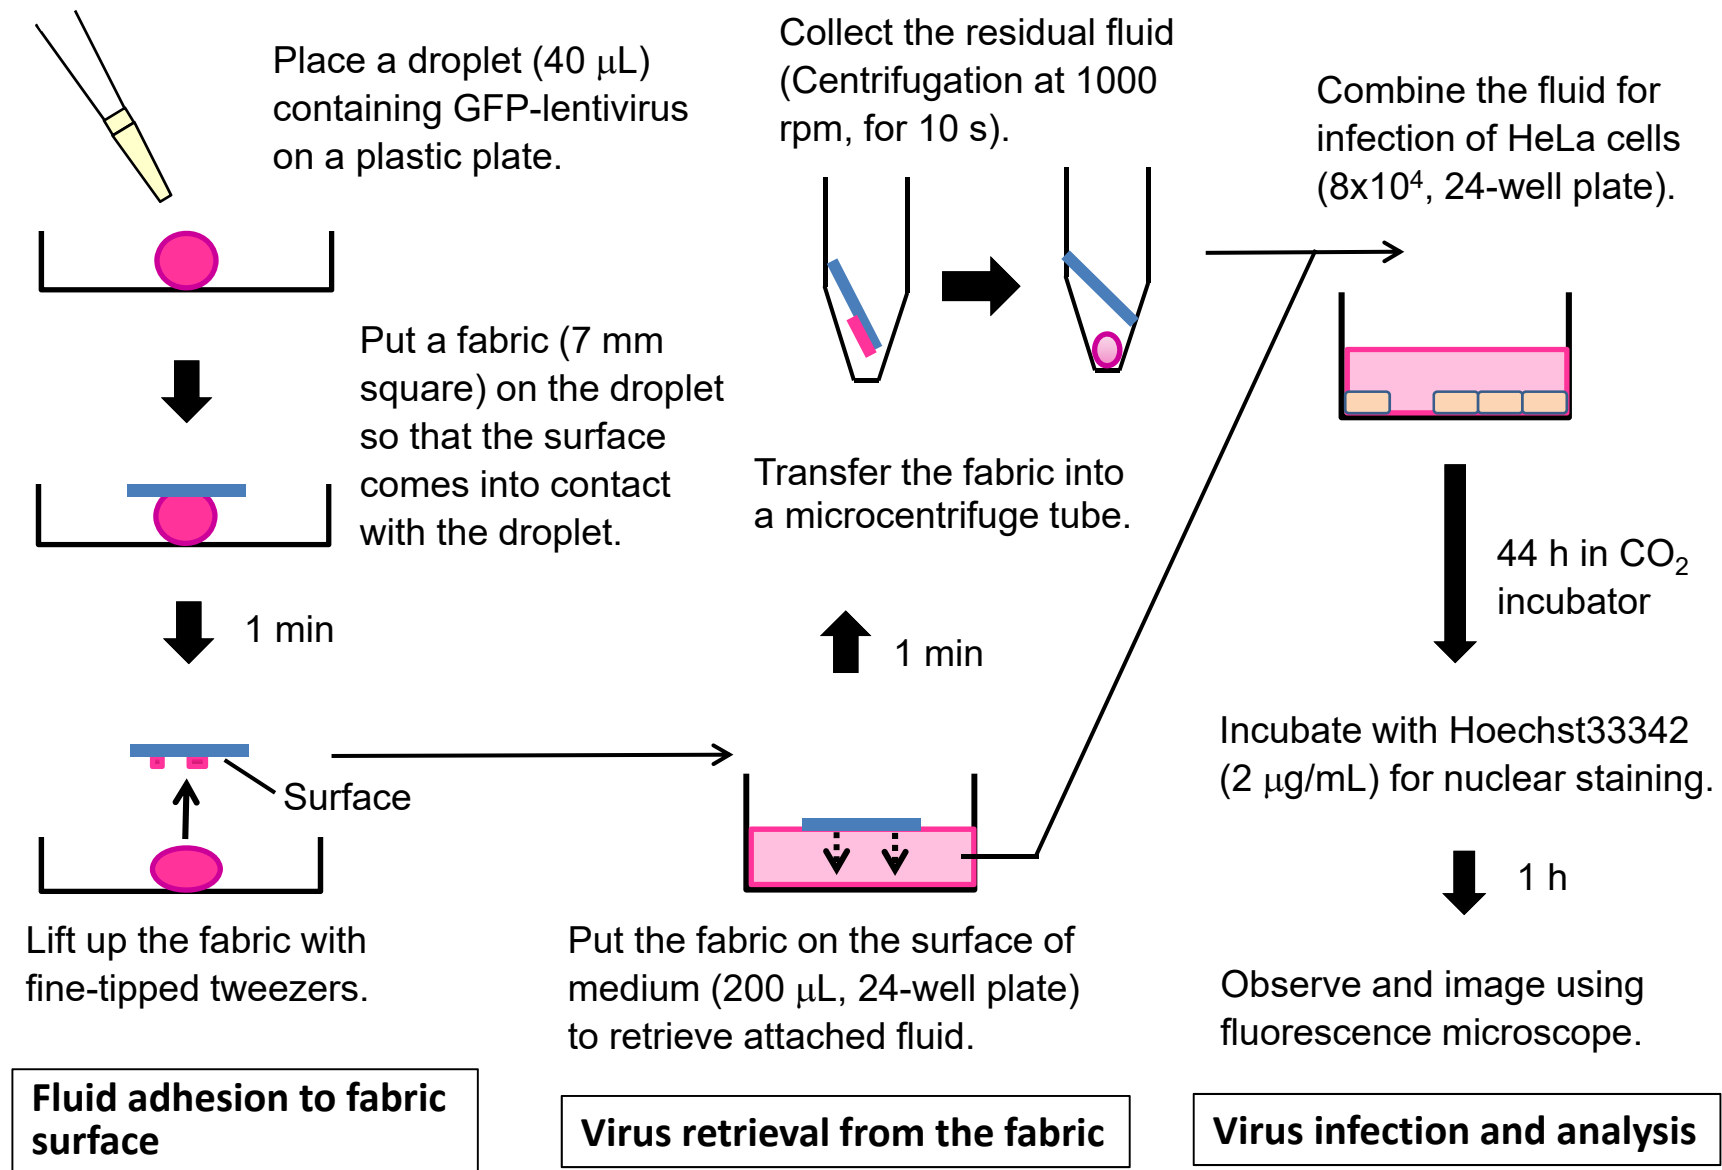 Place a droplet (40 μL)
containing GFP-lentivirus
on a plastic plate.
Put a fabric (7 mm
square) on the droplet
so that the surface
comes into contact
with the droplet.
1 min
Surface
Lift up the fabric with
fine-tipped tweezers.
Fluid adhesion to fabric
surface
Collect the residual fluid
(Centrifugation at 1000
rpm, for 10 s).
Transfer the fabric into
a microcentrifuge tube.
1 min
Put the fabric on the surface of
medium (200 μL, 24-well plate)
to retrieve attached fluid.
Virus retrieval from the fabric
Combine the fluid for
infection of HeLa cells
(8x10⁴, 24-well plate).
44 h in CO₂
incubator
Incubate with Hoechst33342
(2 μg/mL) for nuclear staining.
1 h
Observe and image using
fluorescence microscope.
Virus infection and analysis